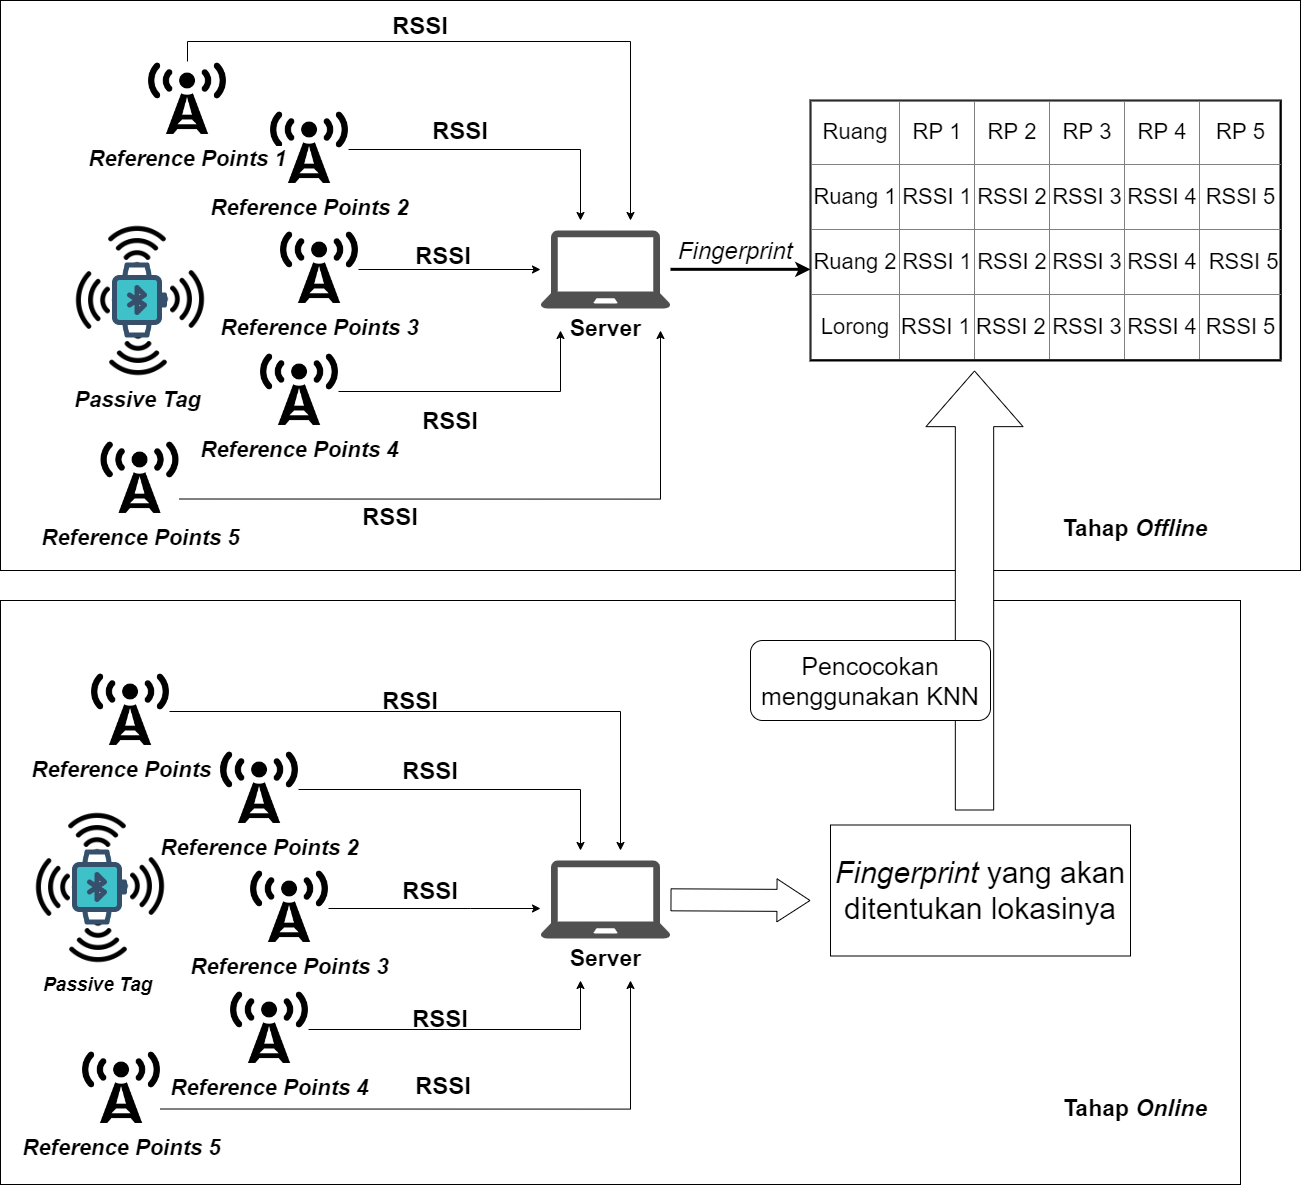 RSSI
Reference Points 1
RSSI
Reference Points 2
RSSI
Reference Points 3
Passive Tag
RSSI
Reference Points 4
RSSI
Reference Points 5
Server
Fingerprint
Ruang RP 1 RP 2 RP 3 RP 4 RP 5
Ruang 1 RSSI 1 RSSI 2 RSSI 3 RSSI 4 RSSI 5
Ruang 2 RSSI 1 RSSI 2 RSSI 3 RSSI 4 RSSI 5
Lorong RSSI 1 RSSI 2 RSSI 3 RSSI 4 RSSI 5
Tahap Offline
Pencocokan
menggunakan KNN
RSSI
Reference Points
RSSI
Reference Points 2
RSSI
Reference Points 3
Passive Tag
RSSI
Reference Points 4
RSSI
Reference Points 5
Server
Fingerprint yang akan
ditentukan lokasinya
Tahap Online